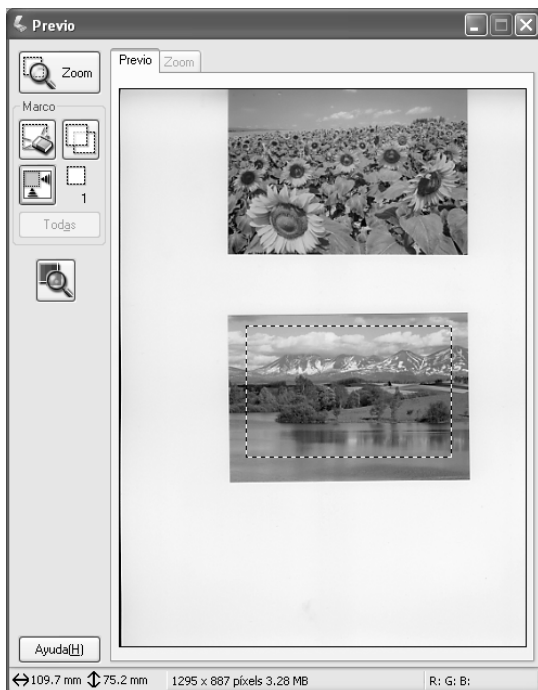 Previo
Previo
Zoom
Zoom
Marco
1
Todas
Ayuda(H)
109.7 mm 75.2 mm 1295 x 887 píxels 3.28 MB R: G: B: